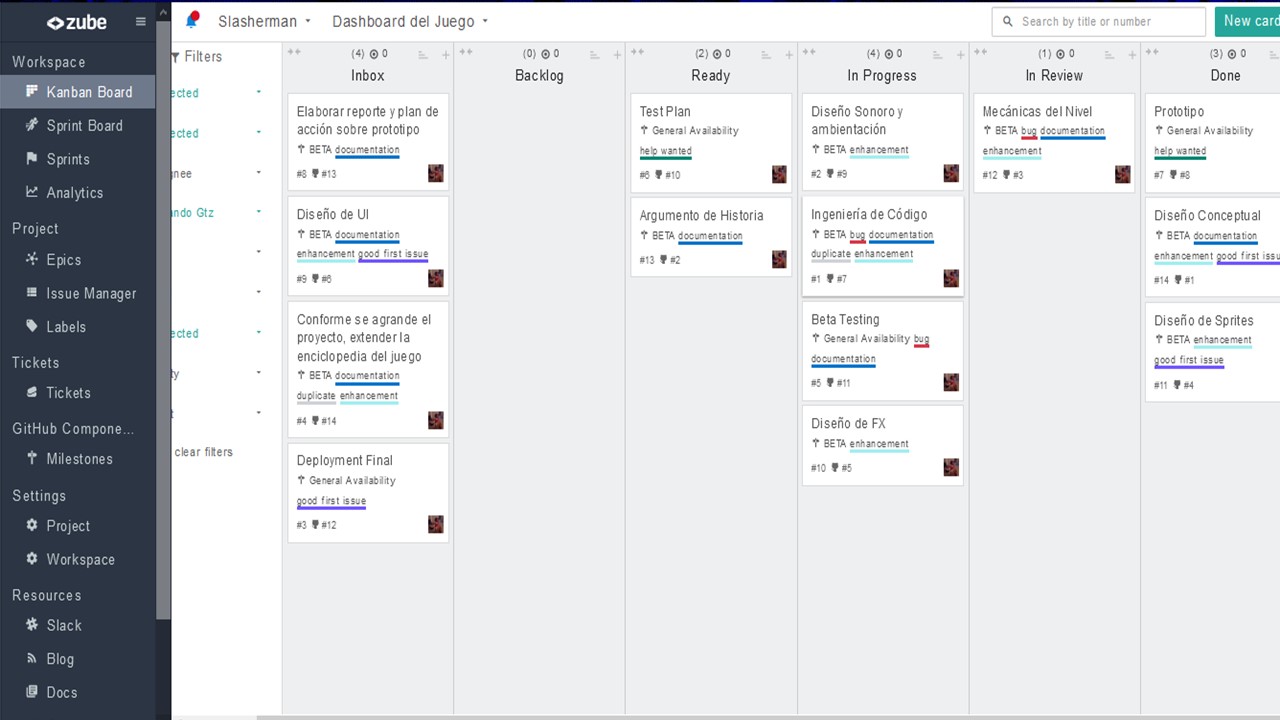 zube
Slasherman
Dashboard del Juego
Search by title or number
New card
Workspace
Kanban Board
Sprint Board
Sprints
Analytics
Project
Epics
Issue Manager
Labels
Tickets
Tickets
GitHub Compone...
Milestones
Settings
Project
Workspace
Resources
Slack
Blog
Docs
Filters
ected
ected
nee
ando Gtz
ected
ty
t
clear filters
(4) 0
Inbox
Elaborar reporte y plan de
acción sobre prototipo
BETA documentation
#8 #13
Diseño de UI
BETA documentation
enhancement good first issue
#9 #6
Conforme se agrande el
proyecto, extender la
enciclopedia del juego
BETA documentation
duplicate enhancement
#4 #14
Deployment Final
General Availability
good first issue
#3 #12
(0) 0
Backlog
(2) 0
Ready
Test Plan
General Availability
help wanted
#6 #10
Argumento de Historia
BETA documentation
#13 #2
(4) 0
In Progress
Diseño Sonoro y
ambientación
BETA enhancement
#2 #9
Ingeniería de Código
BETA bug documentation
duplicate enhancement
#1 #7
Beta Testing
General Availability bug
documentation
#5 #11
Diseño de FX
BETA enhancement
#10 #5
(1) 0
In Review
Mecánicas del Nivel
BETA bug documentation
enhancement
#12 #3
(3) 0
Done
Prototipo
General Availability
help wanted
#7 #8
Diseño Conceptual
BETA documentation
enhancement good first issu
#14 #1
Diseño de Sprites
BETA enhancement
good first issue
#11 #4